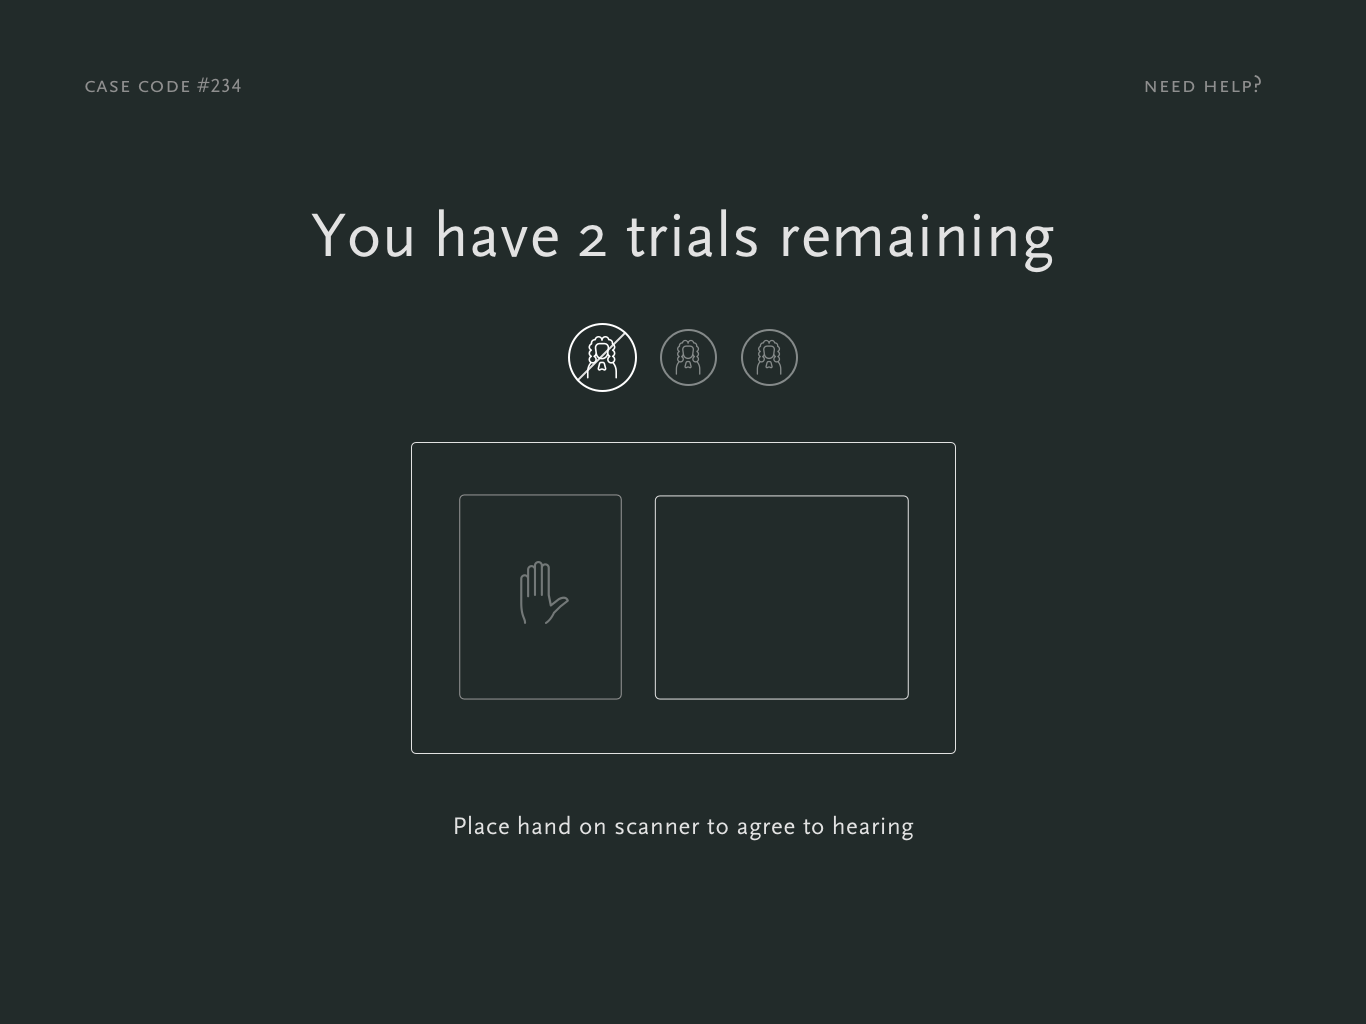 CASE CODE #234
NEED HELP?
You have 2 trials remaining
Place hand on scanner to agree to hearing